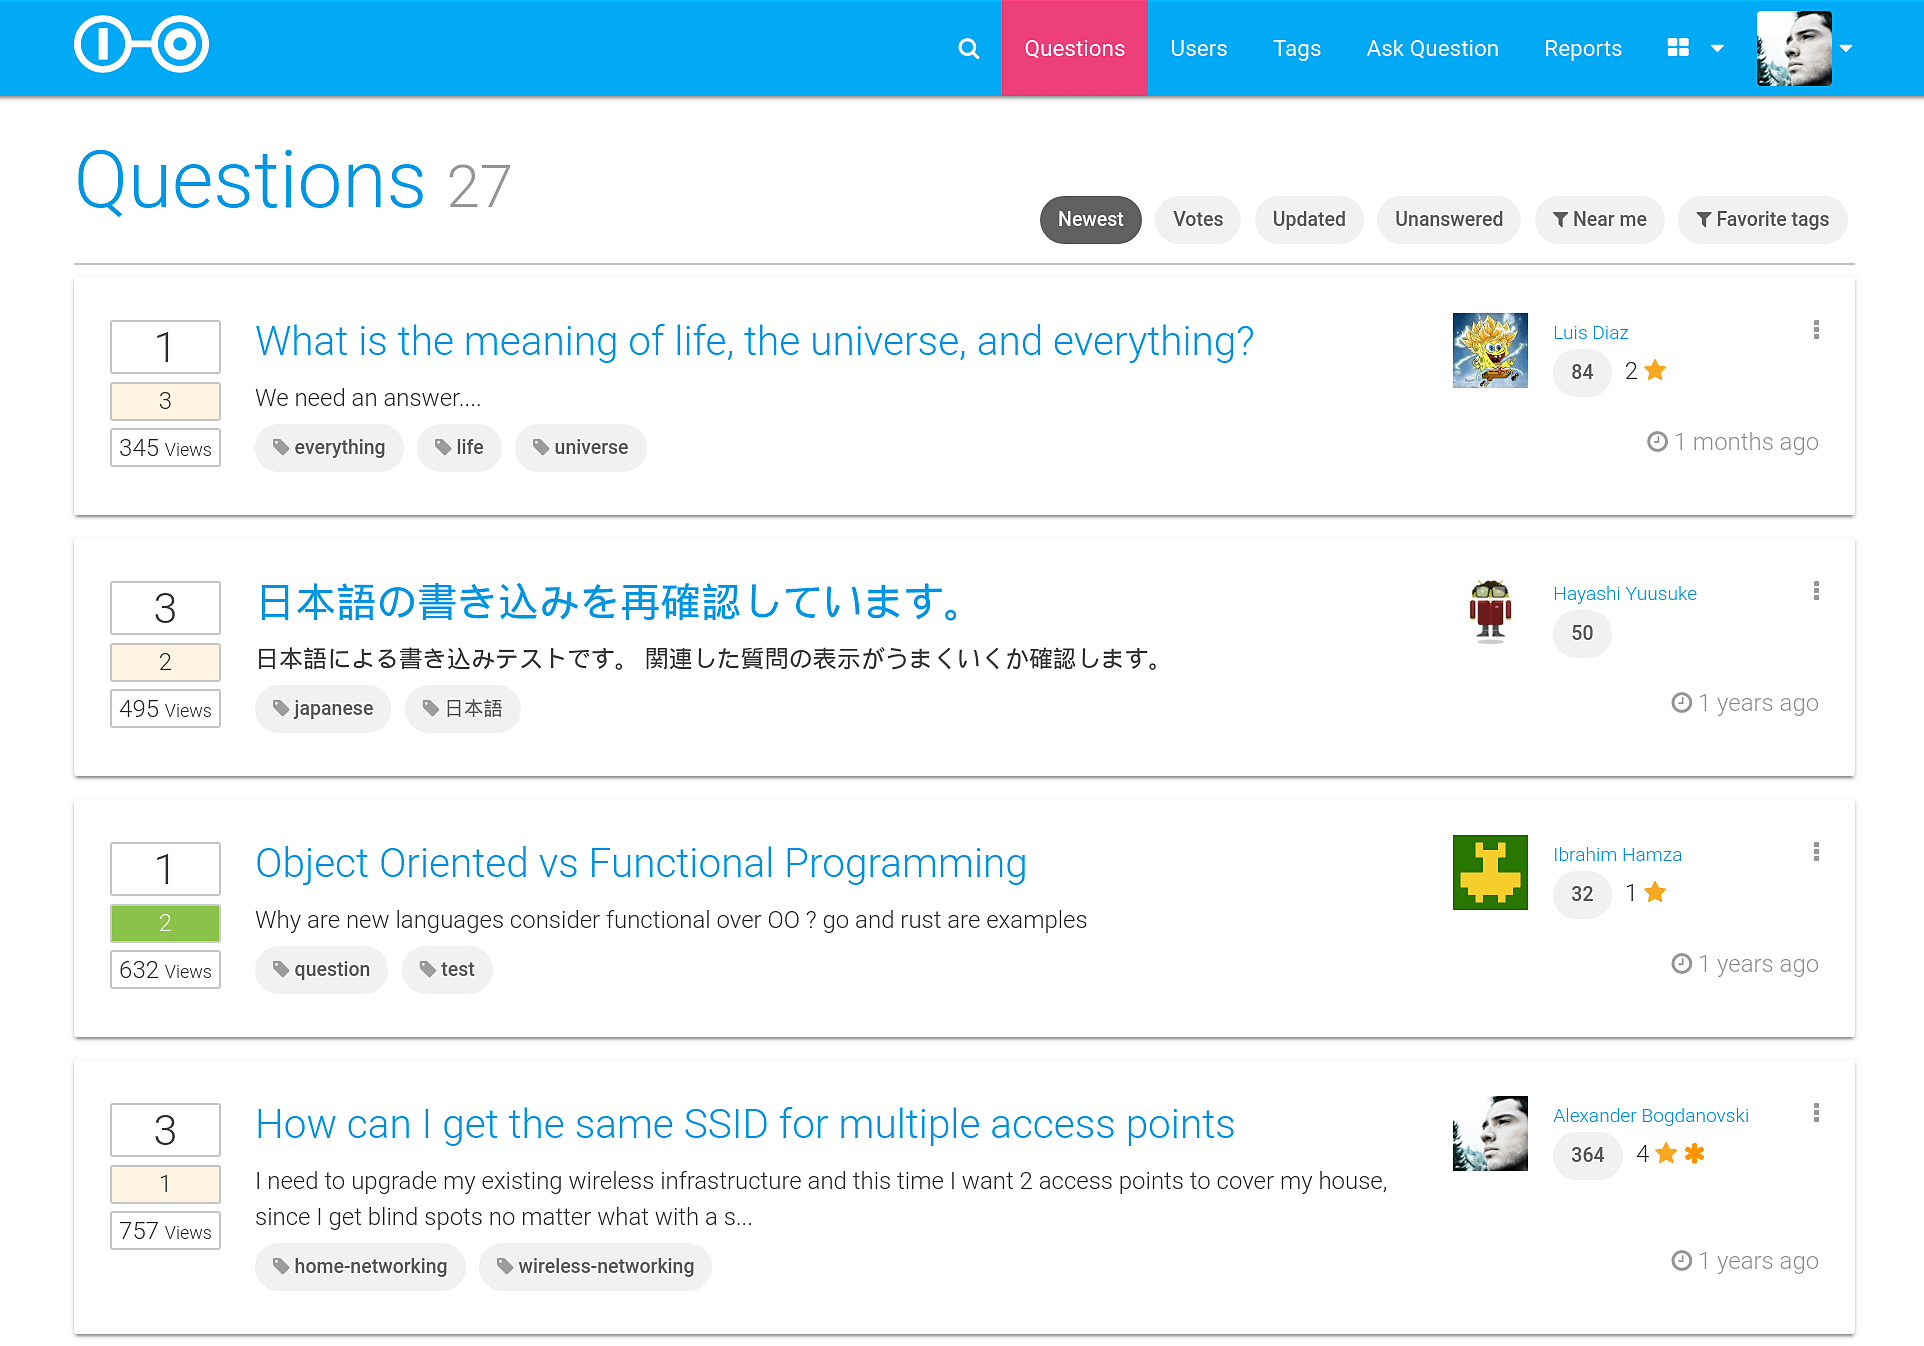 Questions Users Tags Ask Question Reports
Questions 27
Newest Votes Updated Unanswered Near me Favorite tags
1
3
345 Views
What is the meaning of life, the universe, and everything?
We need an answer....
everything life universe
Luis Diaz
84 2
1 months ago
3
2
495 Views
日本語の書き込みを再確認しています。
日本語による書き込みテストです。 関連した質問の表示がうまくいくか確認します。
japanese 日本語
Hayashi Yuusuke
50
1 years ago
1
2
632 Views
Object Oriented vs Functional Programming
Why are new languages consider functional over OO ? go and rust are examples
question test
Ibrahim Hamza
32 1
1 years ago
3
1
757 Views
How can I get the same SSID for multiple access points
I need to upgrade my existing wireless infrastructure and this time I want 2 access points to cover my house,
since I get blind spots no matter what with a s...
home-networking wireless-networking
Alexander Bogdanovski
364 4
1 years ago